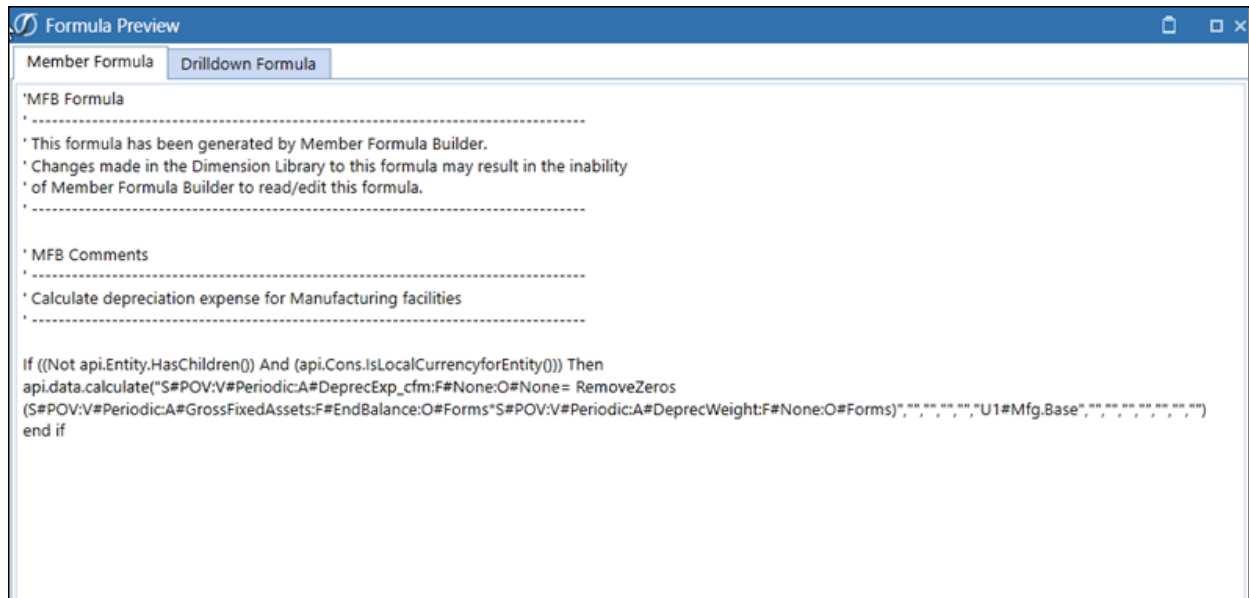 Formula Preview
Member Formula Drilldown Formula
'MFB Formula
' -----------------------------------------------------------------------------------
' This formula has been generated by Member Formula Builder.
' Changes made in the Dimension Library to this formula may result in the inability
' of Member Formula Builder to read/edit this formula.
' -----------------------------------------------------------------------------------
' MFB Comments
' -----------------------------------------------------------------------------------
' Calculate depreciation expense for Manufacturing facilities
' -----------------------------------------------------------------------------------
If ((Not api.Entity.HasChildren()) And (api.Cons.IsLocalCurrencyforEntity())) Then
api.data.calculate("S#POV:V#Periodic:A#DeprecExp_cfm:F#None:O#None= RemoveZeros
(S#POV:V#Periodic:A#GrossFixedAssets:F#EndBalance:O#Forms*S#POV:V#Periodic:A#DeprecWeight:F#None:O#Forms)","","","","","U1#Mfg.Base","","","","","","","")
end if